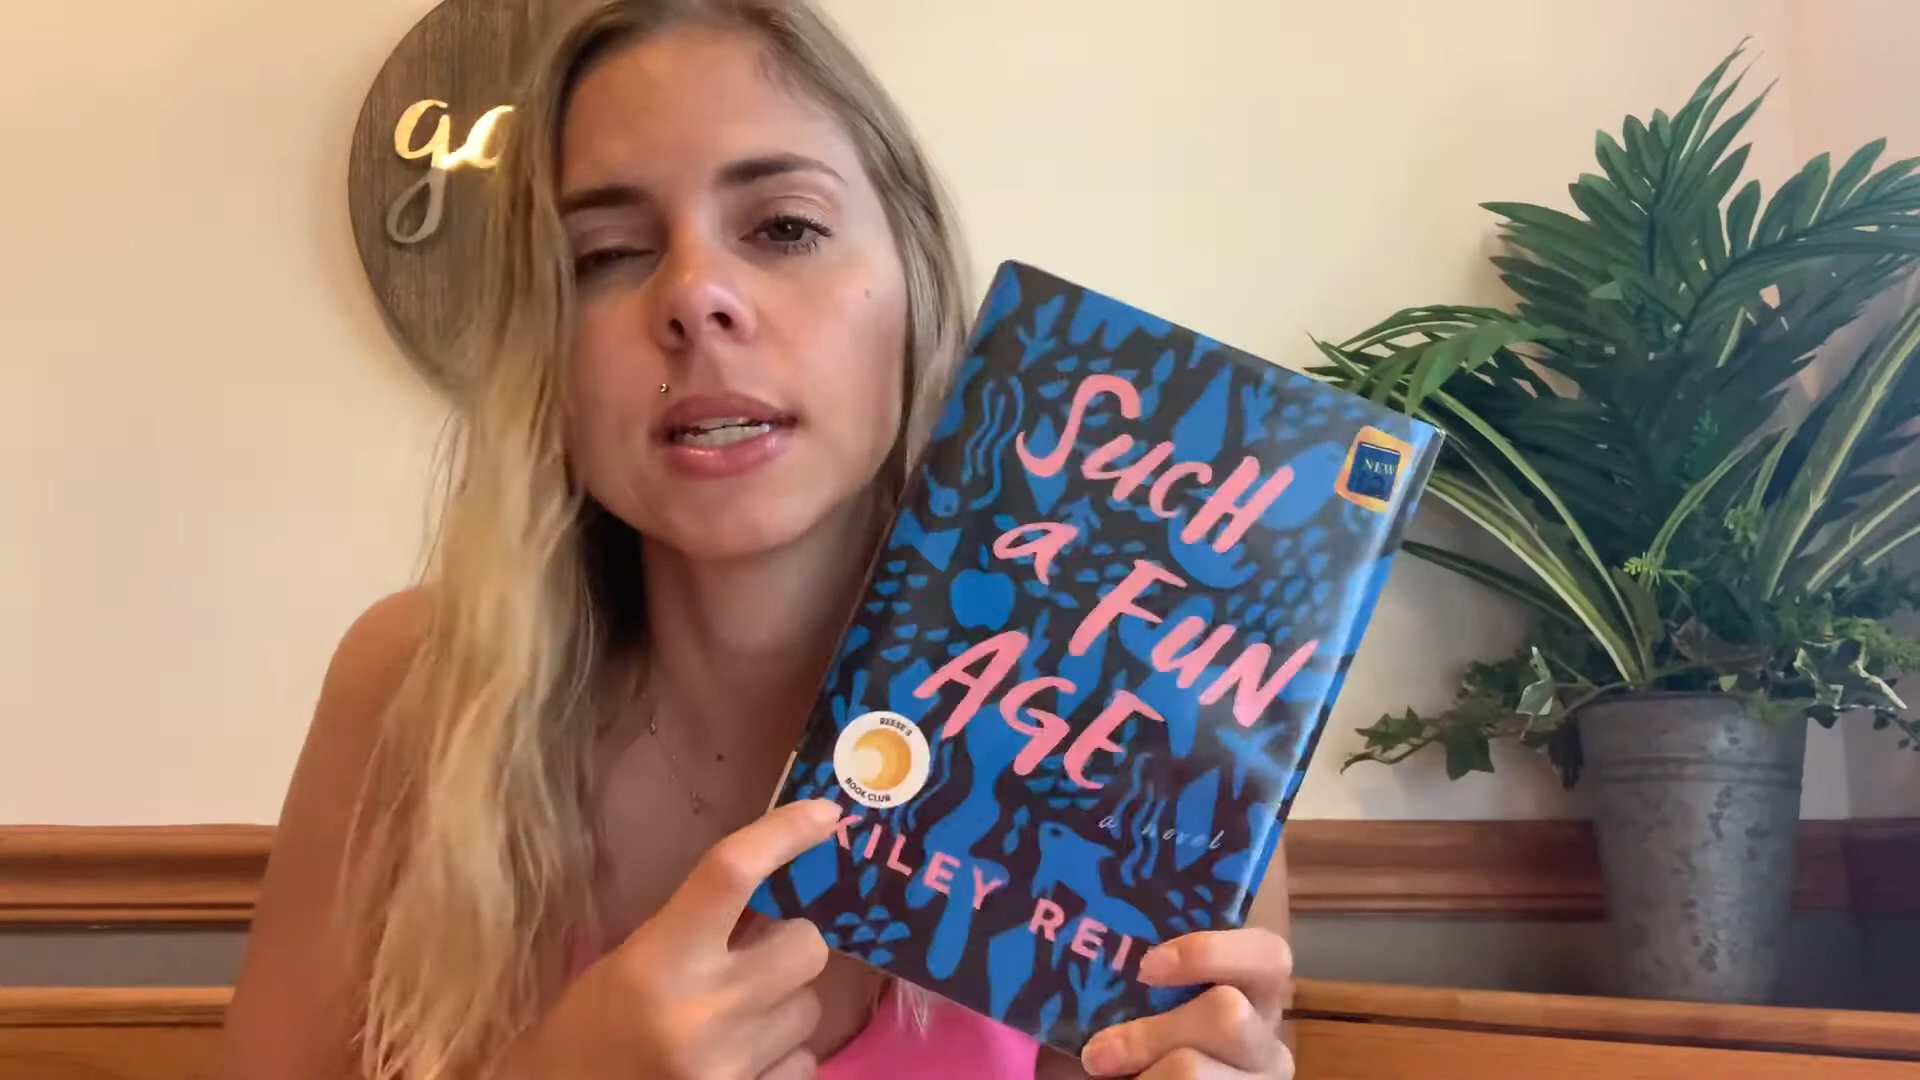 SUCH
a FUN
AGE
a novel
REESE'S
BOOK CLUB
KILEY REI
NEW